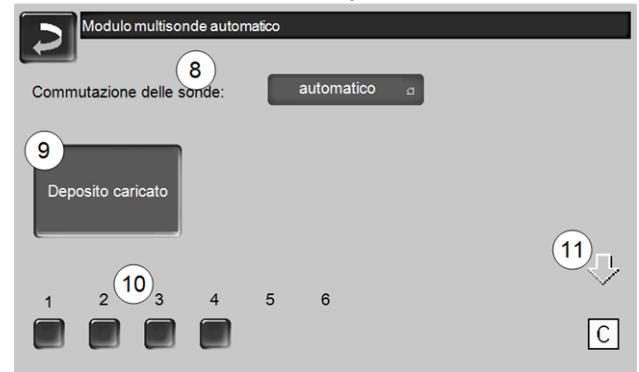 Modulo multisonde automatico
8
Commutazione delle sonde:
automatico
9
Deposito caricato
11
10
1 2 3 4 5 6
C